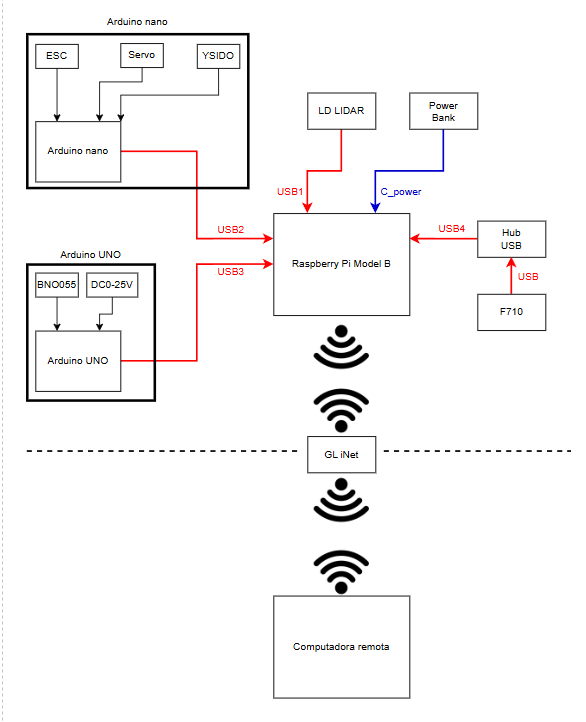 Arduino nano
ESC
Servo
YSIDO
Arduino nano
LD LIDAR
Power
Bank
USB1
C_power
USB2
USB4
Hub
USB
Raspberry Pi Model B
USB
F710
Arduino UNO
USB3
BNO055
DC0-25V
Arduino UNO
GL iNet
Computadora remota